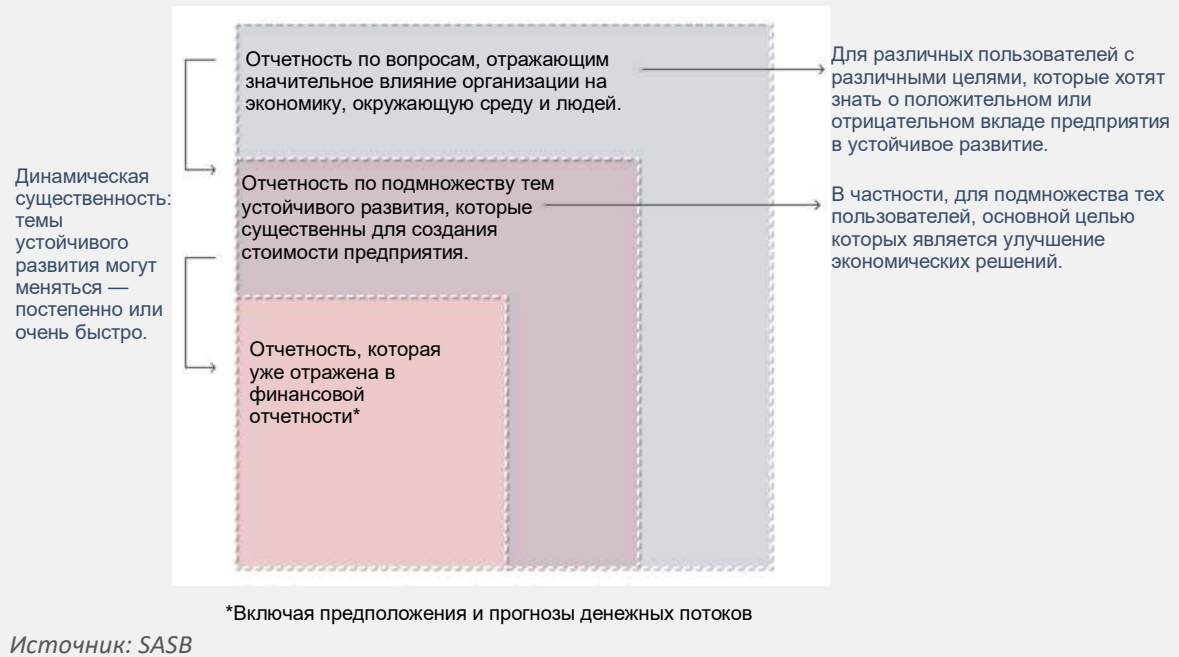 Отчетность по вопросам, отражающим
значительное влияние организации на
экономику, окружающую среду и людей.
Для различных пользователей с
различными целями, которые хотят
знать о положительном или
отрицательном вкладе предприятия
в устойчивое развитие.
Динамическая
существенность:
темы
устойчивого
развития могут
меняться —
постепенно или
очень быстро.
Отчетность по подмножеству тем
устойчивого развития, которые
существенны для создания
стоимости предприятия.
В частности, для подмножества тех
пользователей, основной целью
которых является улучшение
экономических решений.
Отчетность, которая
уже отражена в
финансовой
отчетности*
*Включая предположения и прогнозы денежных потоков
Источник: SASB